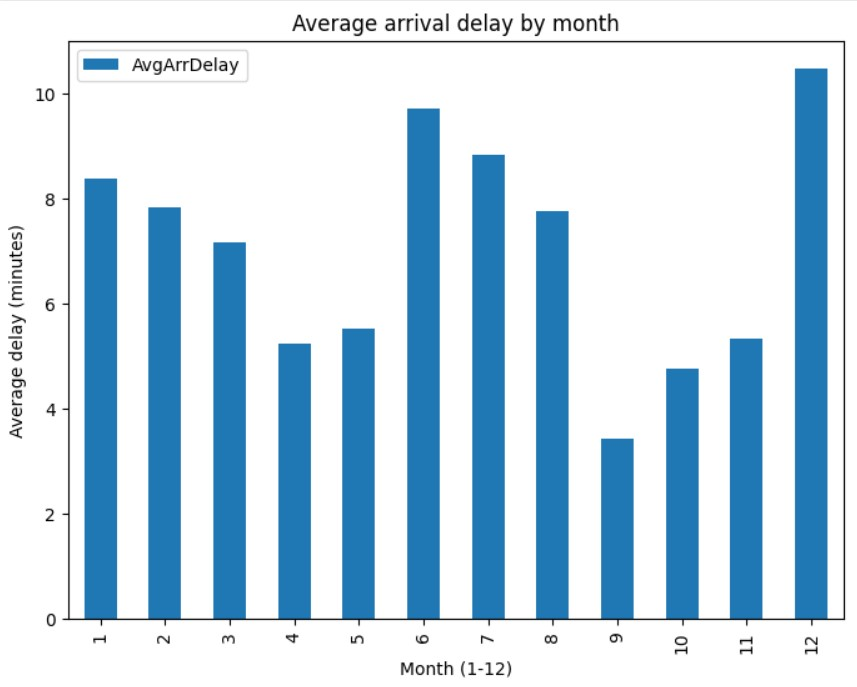 Average arrival delay by month
AvgArrDelay
Average delay (minutes)
10
8
6
4
2
0
1 2 3 4 5 6 7 8 9 10 11 12
Month (1-12)